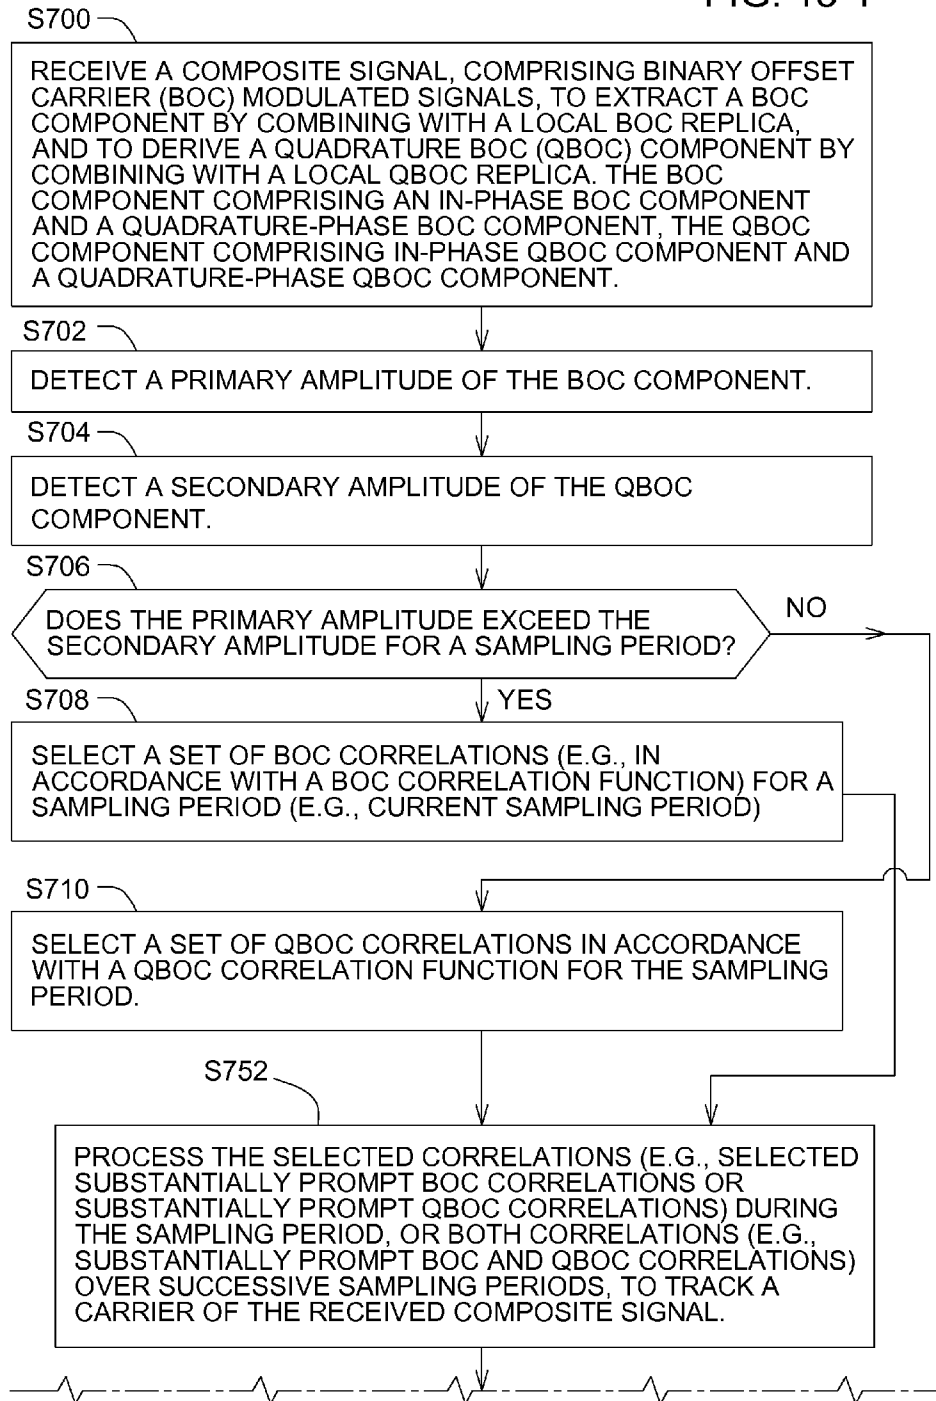 S700
RECEIVE A COMPOSITE SIGNAL, COMPRISING BINARY OFFSET
CARRIER (BOC) MODULATED SIGNALS, TO EXTRACT A BOC
COMPONENT BY COMBINING WITH A LOCAL BOC REPLICA,
AND TO DERIVE A QUADRATURE BOC (QBOC) COMPONENT BY
COMBINING WITH A LOCAL QBOC REPLICA. THE BOC
COMPONENT COMPRISING AN IN-PHASE BOC COMPONENT
AND A QUADRATURE-PHASE BOC COMPONENT, THE QBOC
COMPONENT COMPRISING IN-PHASE QBOC COMPONENT AND
A QUADRATURE-PHASE QBOC COMPONENT.
S702
DETECT A PRIMARY AMPLITUDE OF THE BOC COMPONENT.
S704
DETECT A SECONDARY AMPLITUDE OF THE QBOC
COMPONENT.
S706
DOES THE PRIMARY AMPLITUDE EXCEED THE
SECONDARY AMPLITUDE FOR A SAMPLING PERIOD?
NO
YES
S708
SELECT A SET OF BOC CORRELATIONS (E.G., IN
ACCORDANCE WITH A BOC CORRELATION FUNCTION) FOR A
SAMPLING PERIOD (E.G., CURRENT SAMPLING PERIOD)
S710
SELECT A SET OF QBOC CORRELATIONS IN ACCORDANCE
WITH A QBOC CORRELATION FUNCTION FOR THE SAMPLING
PERIOD.
S752
PROCESS THE SELECTED CORRELATIONS (E.G., SELECTED
SUBSTANTIALLY PROMPT BOC CORRELATIONS OR
SUBSTANTIALLY PROMPT QBOC CORRELATIONS) DURING
THE SAMPLING PERIOD, OR BOTH CORRELATIONS (E.G.,
SUBSTANTIALLY PROMPT BOC AND QBOC CORRELATIONS)
OVER SUCCESSIVE SAMPLING PERIODS, TO TRACK A
CARRIER OF THE RECEIVED COMPOSITE SIGNAL.